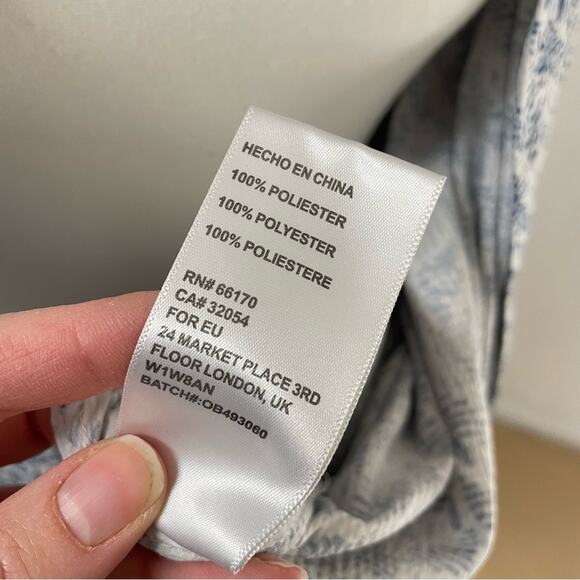 HECHO EN CHINA
100% POLIESTER
100% POLYESTER
100% POLIESTERE
RN# 66170
CA# 32054
FOR EU
24 MARKET PLACE 3RD
FLOOR LONDON, UK
W1W8AN
BATCH#:OB493060